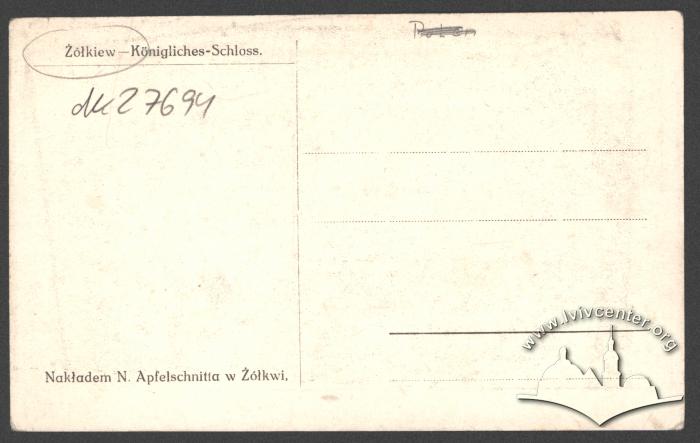 Żółkiew—Königliches-Schloss.
dk27694
Nakładem N. Apfelschnitta w Żółkwi,
www.lvivcenter.org